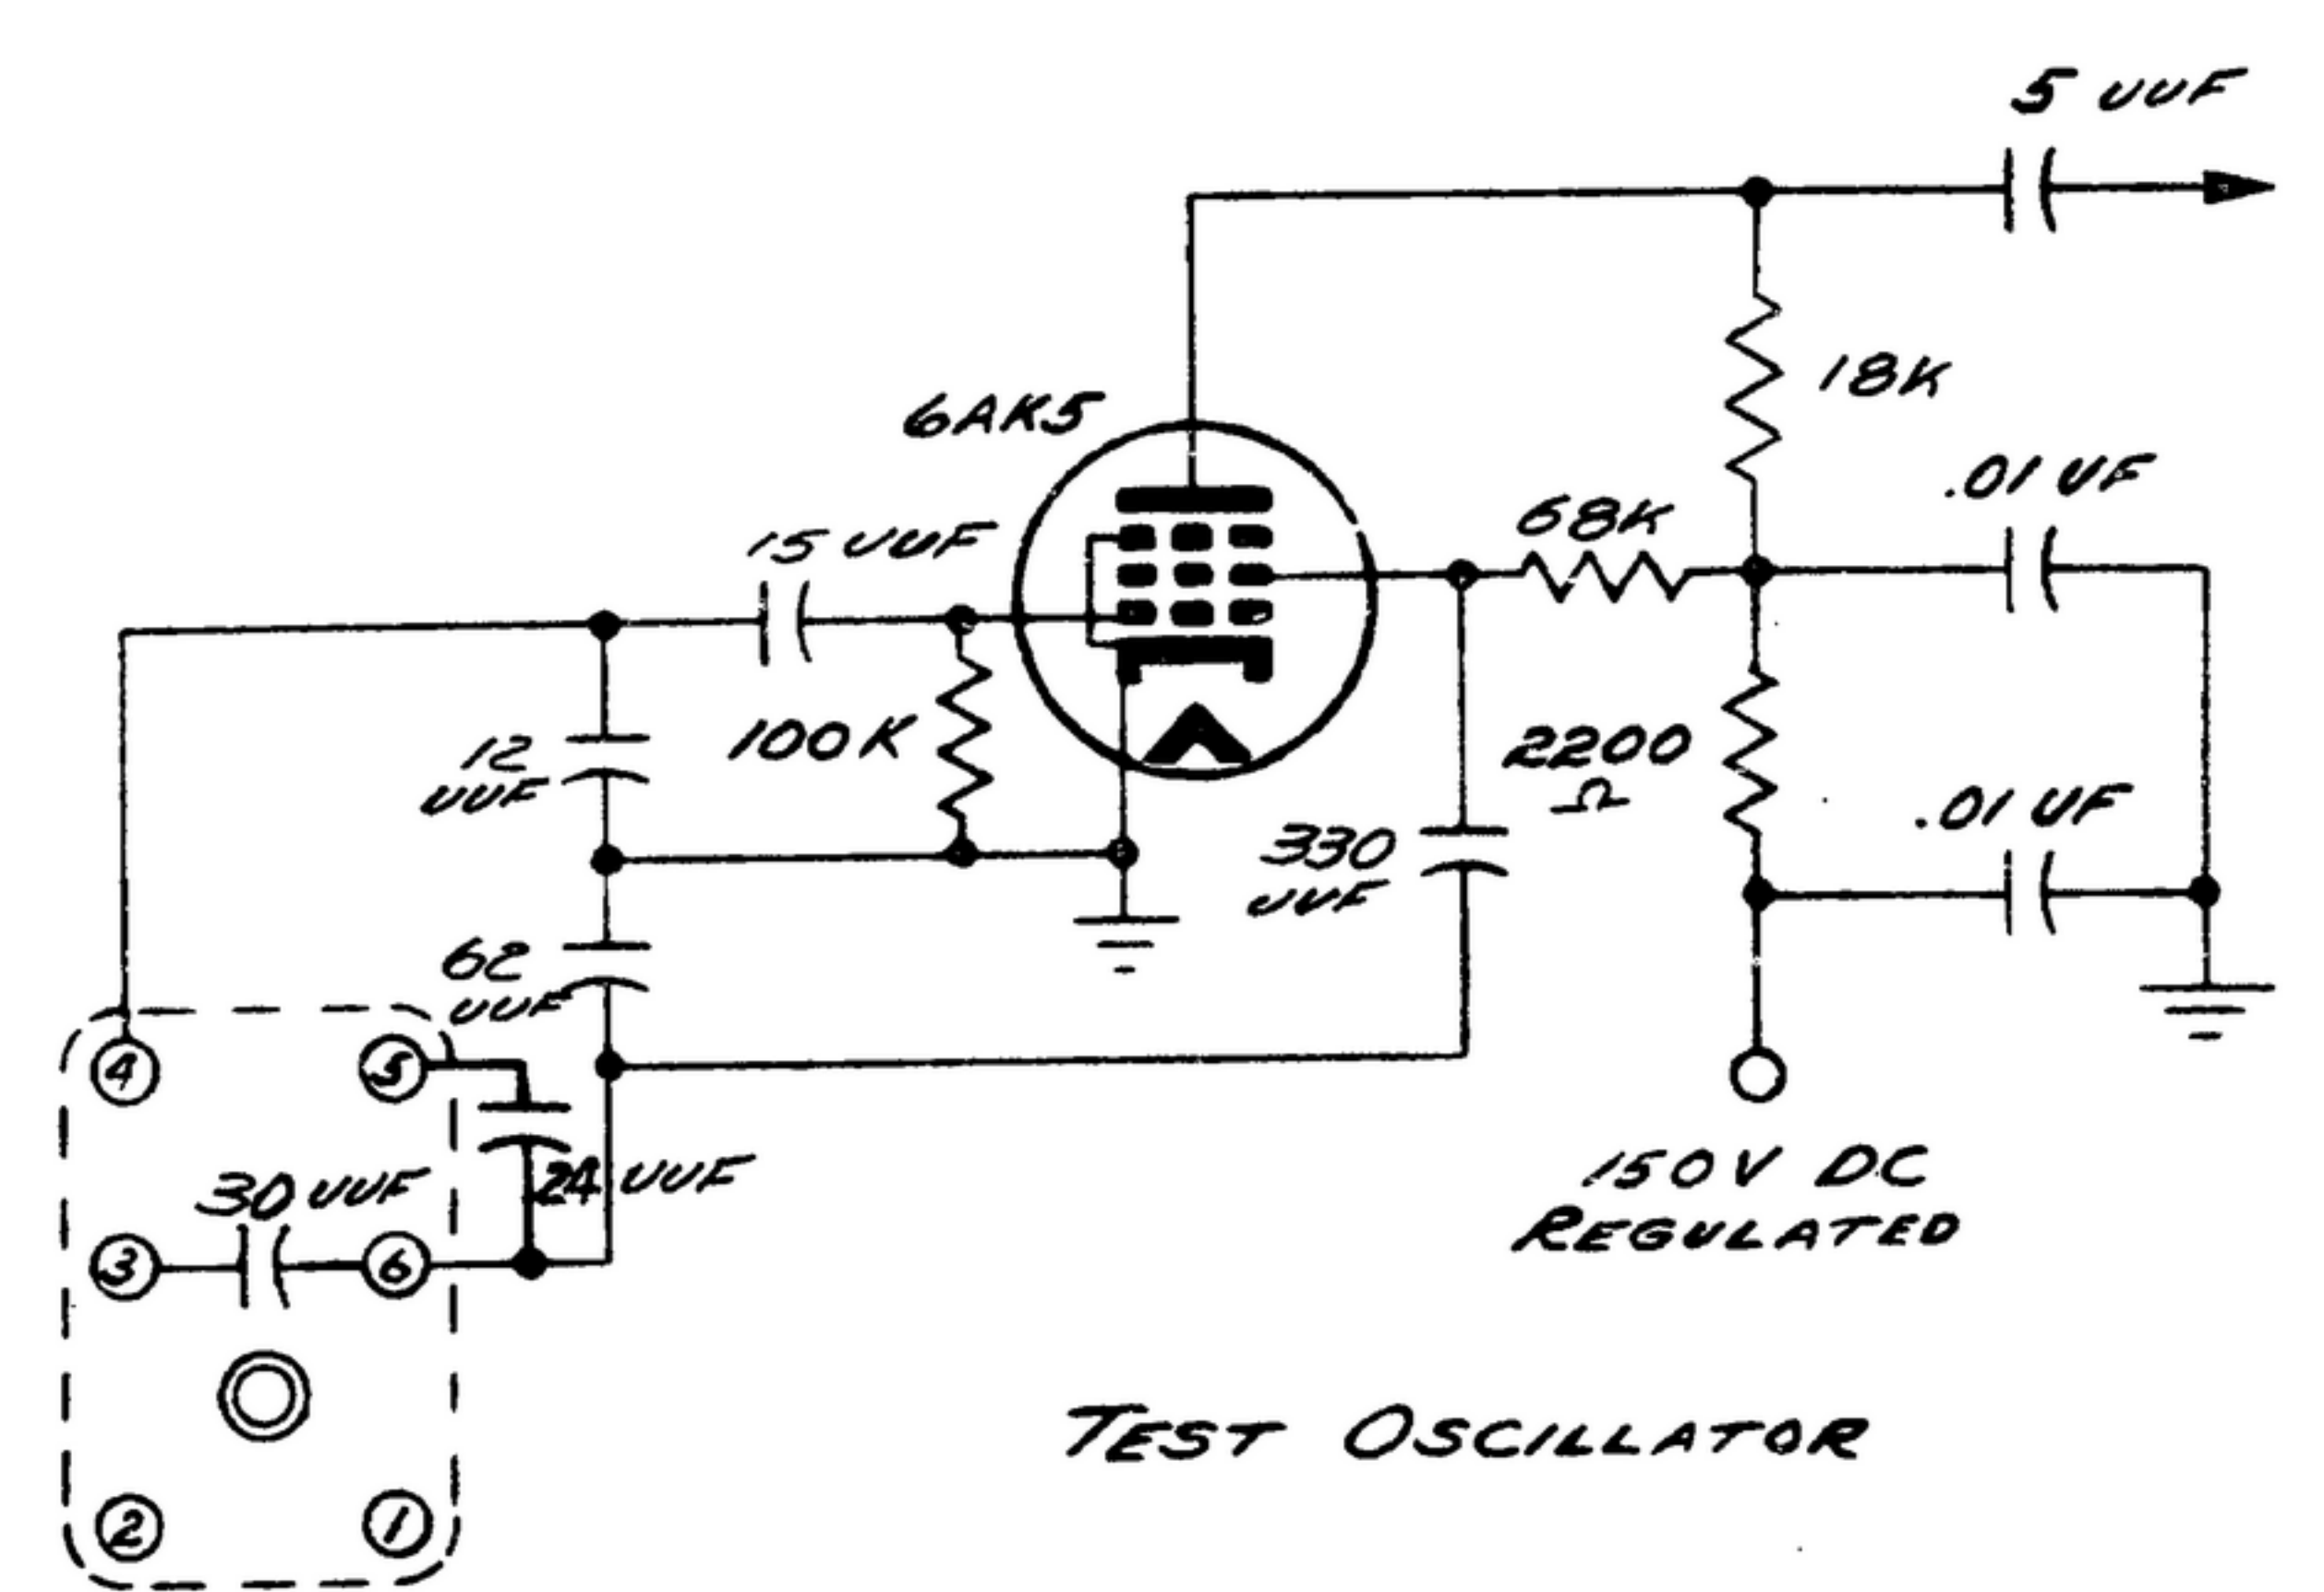 5 UUF
18K
6AK5
.01 UF
68K
15 UUF
12
UUF
100K
2200
Ω
.01 UF
330
UUF
62
UUF
4
5
24 UUF
30 UUF
3
6
150V DC
REGULATED
TEST OSCILLATOR
2
1